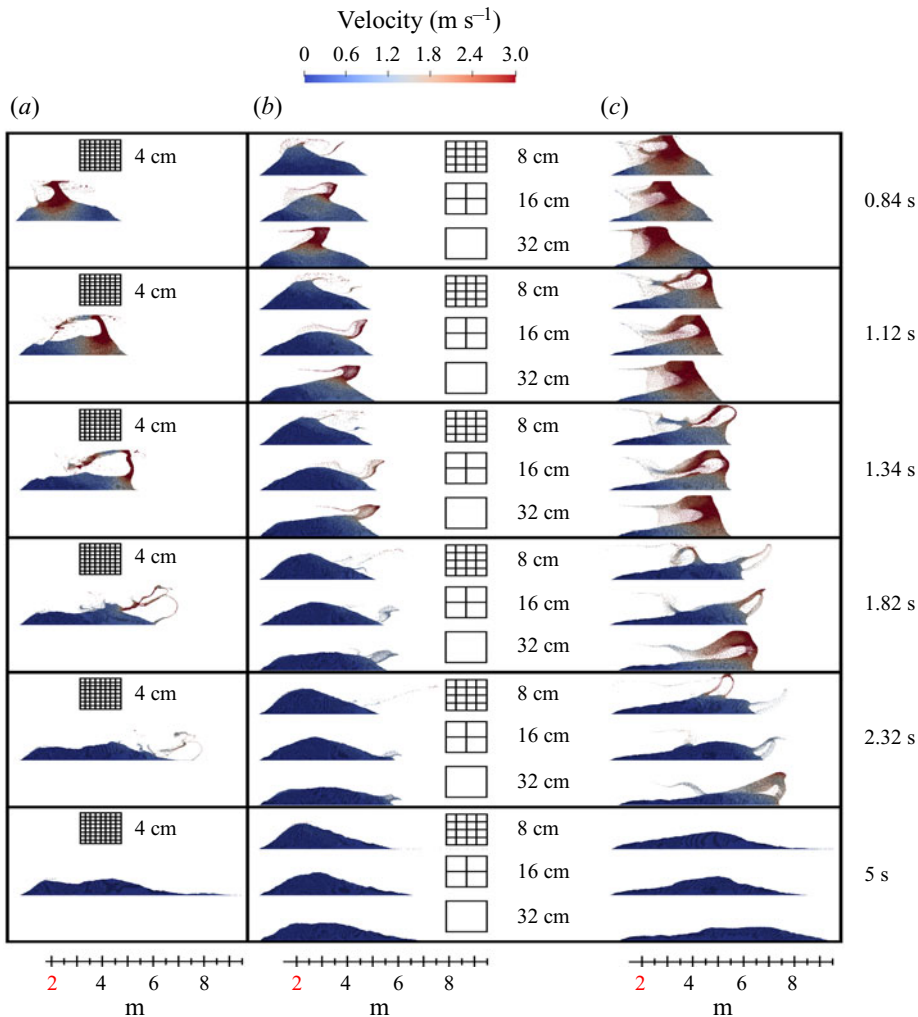 Velocity (m s⁻¹)
0 0.6 1.2 1.8 2.4 3.0
(a) (b) (c)
4 cm 8 cm
16 cm 0.84 s
32 cm
4 cm 8 cm
16 cm 1.12 s
32 cm
4 cm 8 cm
16 cm 1.34 s
32 cm
4 cm 8 cm
16 cm 1.82 s
32 cm
4 cm 8 cm
16 cm 2.32 s
32 cm
4 cm 8 cm
16 cm 5 s
32 cm
2 4 6 8 2 4 6 8 2 4 6 8
m m m